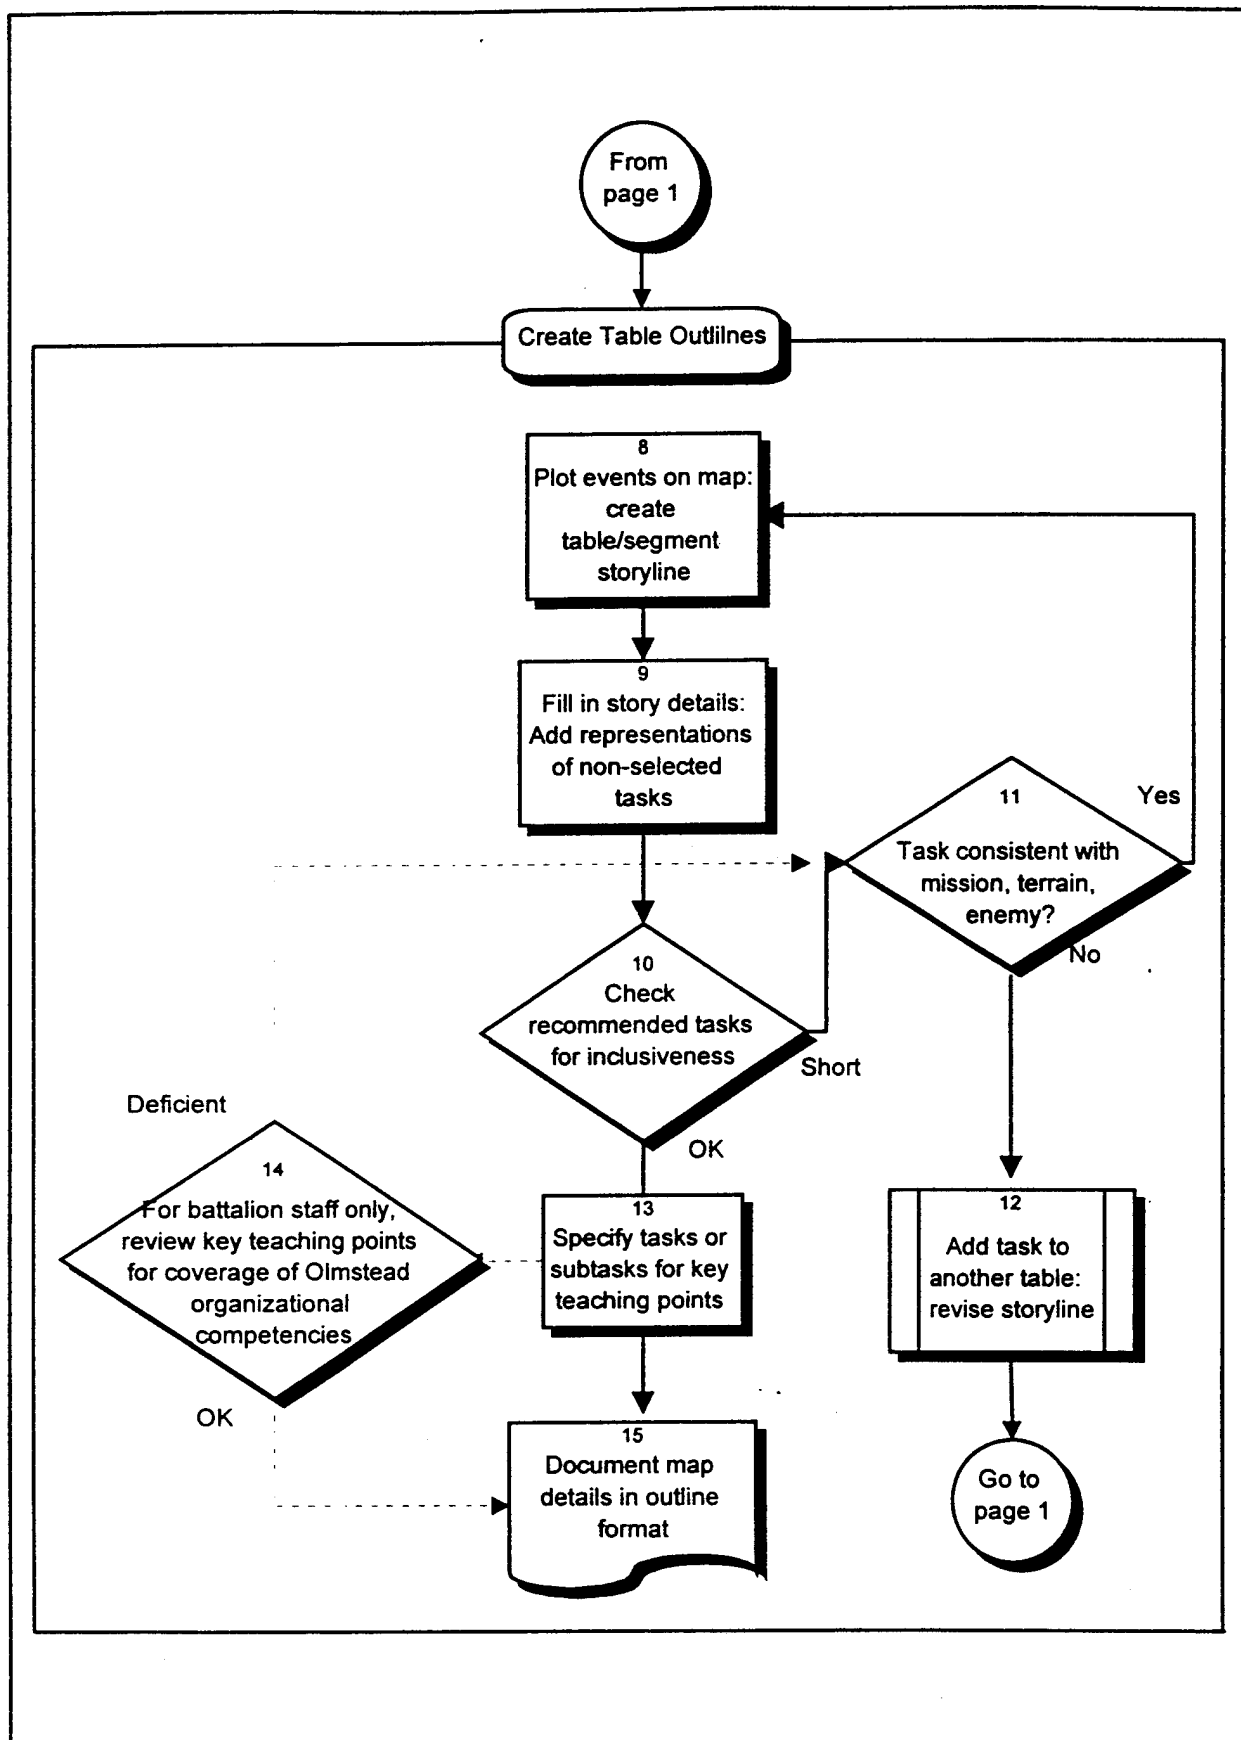 From
page 1
Create Table Outlilnes
8
Plot events on map:
create
table/segment
storyline
9
Fill in story details:
Add representations
of non-selected
tasks
11
Yes
Task consistent with
mission, terrain,
enemy?
No
10
Check
recommended tasks
for inclusiveness
Short
OK
Deficient
14
For battalion staff only,
review key teaching points
for coverage of Olmstead
organizational
competencies
OK
13
Specify tasks or
subtasks for key
teaching points
12
Add task to
another table:
revise storyline
15
Document map
details in outline
format
Go to
page 1